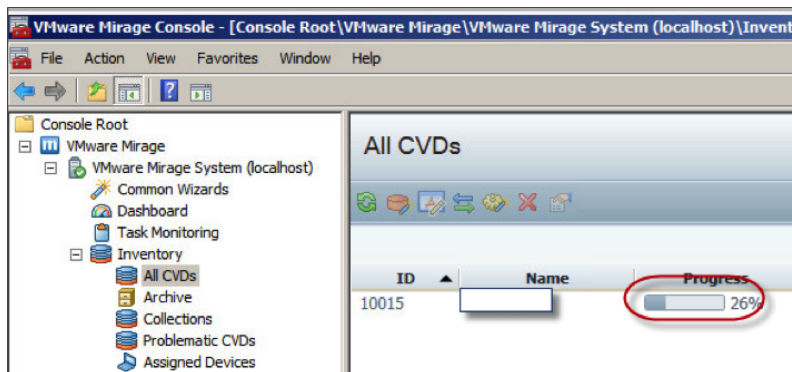 VMware Mirage Console - [Console Root\VMware Mirage\VMware Mirage System (localhost)\Invent
File Action View Favorites Window Help
Console Root
VMware Mirage
VMware Mirage System (localhost)
Common Wizards
Dashboard
Task Monitoring
Inventory
All CVDs
Archive
Collections
Problematic CVDs
Assigned Devices
All CVDs
ID Name Progress
10015 26%